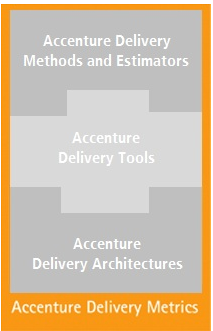 Accenture Delivery
Methods and Estimators
Accenture
Delivery Tools
Accenture
Delivery Architectures
Accenture Delivery Metrics